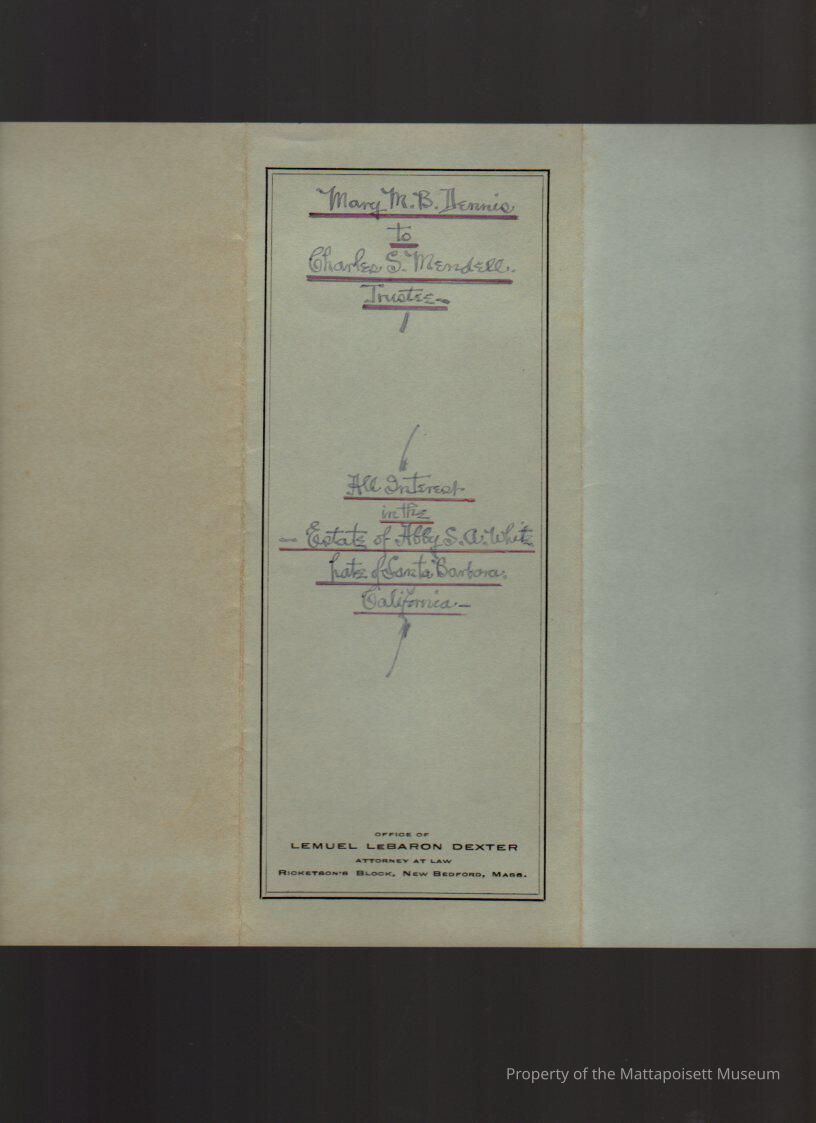 Mary M. B. Dennis
to
Charles S. Mendell.
Trustee—
All Interest
in the
— Estate of Abby S. A. White
Late of Santa Barbara.
California.—
OFFICE OF
LEMUEL LEBARON DEXTER
ATTORNEY AT LAW
RICKETSON'S BLOCK, NEW BEDFORD, MASS.
Property of the Mattapoisett Museum